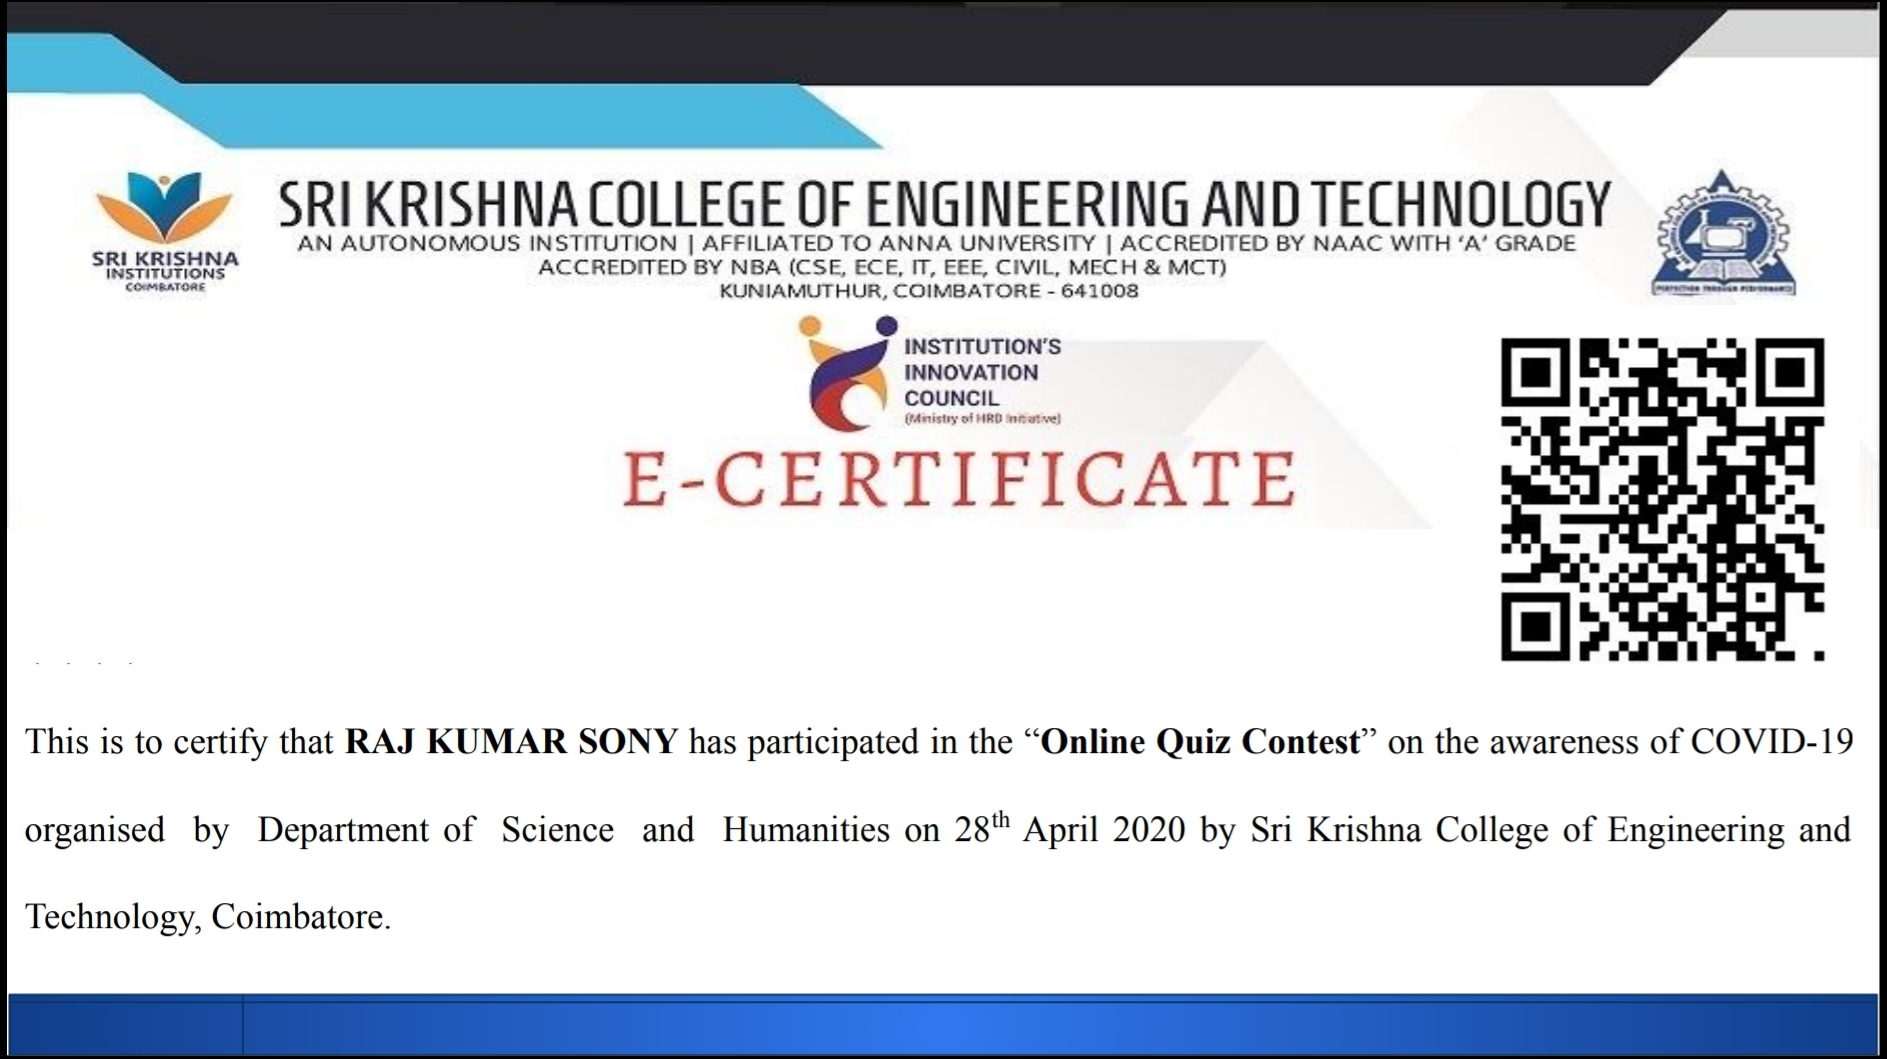 SRI KRISHNA COLLEGE OF ENGINEERING AND TECHNOLOGY
AN AUTONOMOUS INSTITUTION | AFFILIATED TO ANNA UNIVERSITY | ACCREDITED BY NAAC WITH ‘A’ GRADE
ACCREDITED BY NBA (CSE, ECE, IT, EEE, CIVIL, MECH & MCT)
KUNIAMUTHUR, COIMBATORE - 641008
SRI KRISHNA
INSTITUTIONS
COIMBATORE
PERFECTION THROUGH PERFORMANCE
INSTITUTION'S
INNOVATION
COUNCIL
(Ministry of HRD Initiative)
E-CERTIFICATE
This is to certify that RAJ KUMAR SONY has participated in the “Online Quiz Contest” on the awareness of COVID-19
organised by Department of Science and Humanities on 28th April 2020 by Sri Krishna College of Engineering and
Technology, Coimbatore.